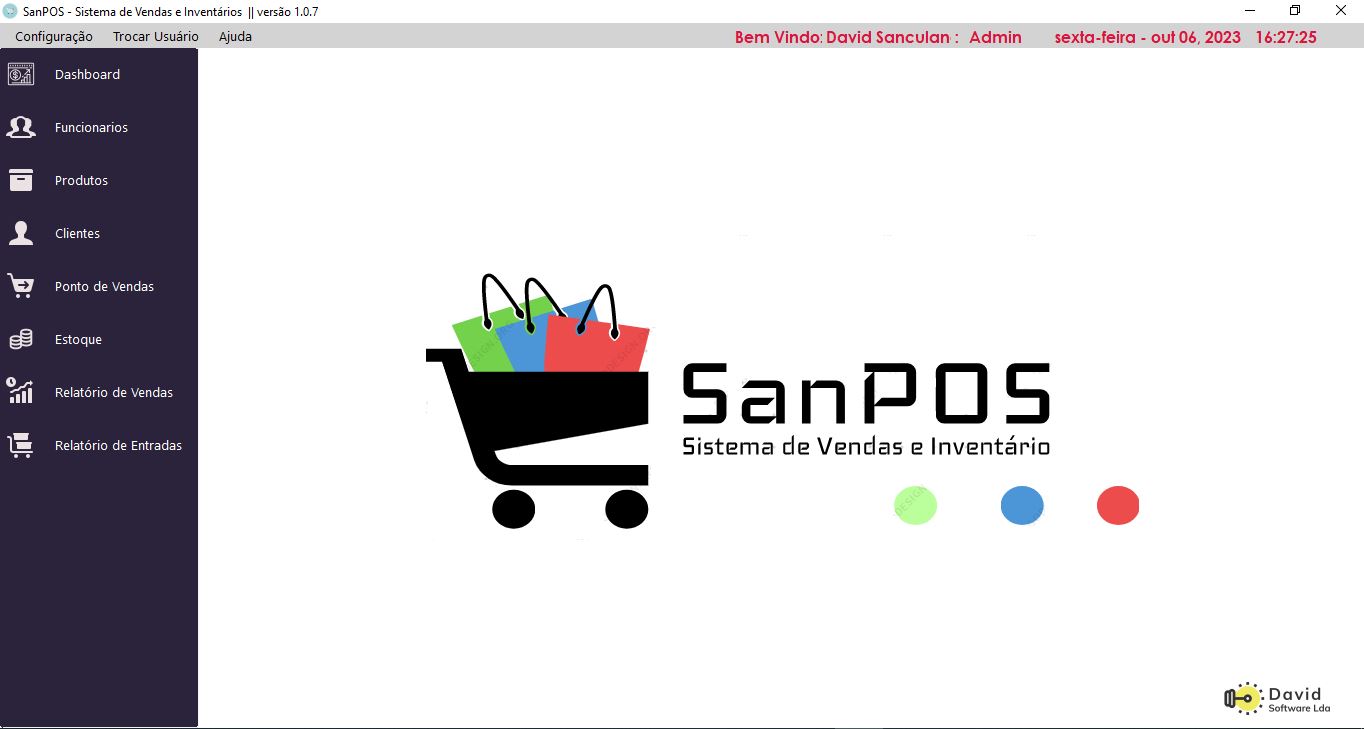 SanPOS - Sistema de Vendas e Inventários || versão 1.0.7
Configuração Trocar Usuário Ajuda
Bem Vindo: David Sanculan : Admin sexta-feira - out 06, 2023 16:27:25
Dashboard
Funcionarios
Produtos
Clientes
Ponto de Vendas
Estoque
Relatório de Vendas
Relatório de Entradas
SanPOS
Sistema de Vendas e Inventário
David
Software Lda